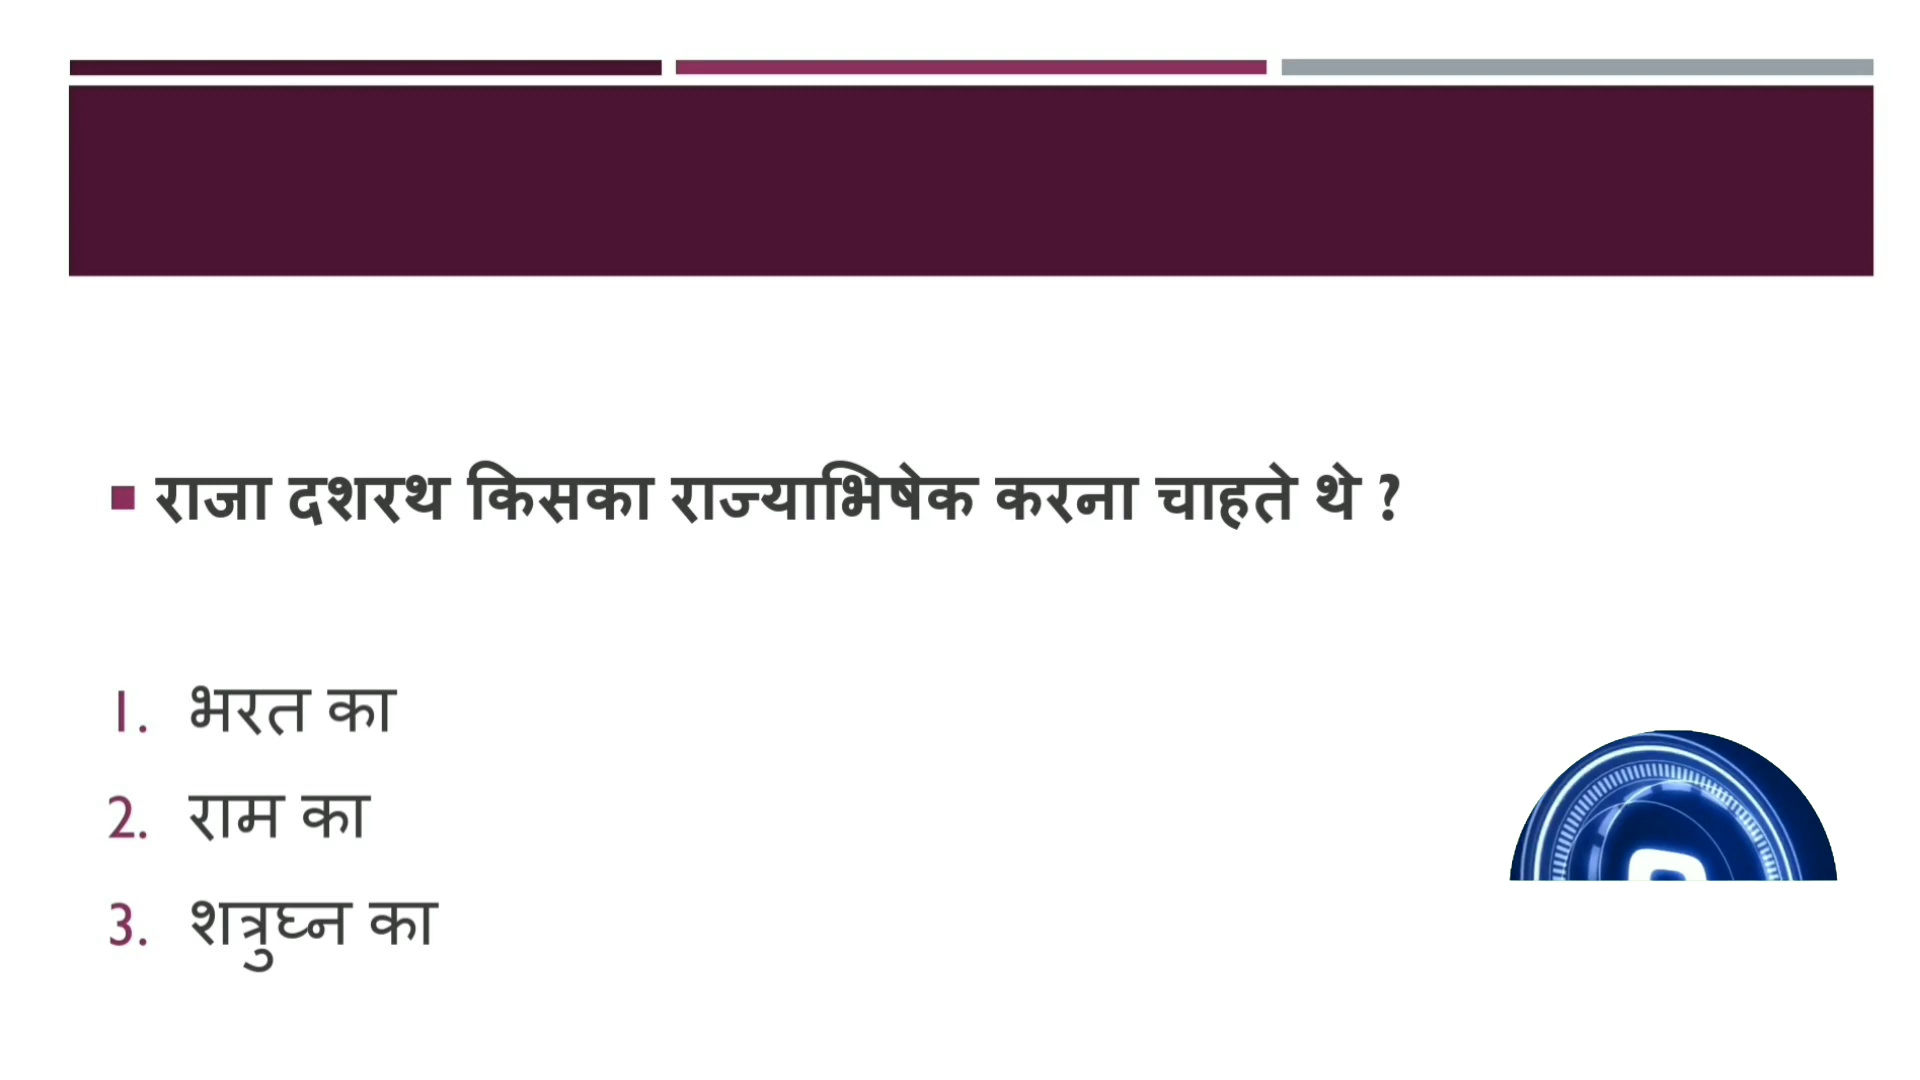 राजा दशरथ किसका राज्याभिषेक करना चाहते थे ?
1. भरत का
2. राम का
3. शत्रुघ्न का